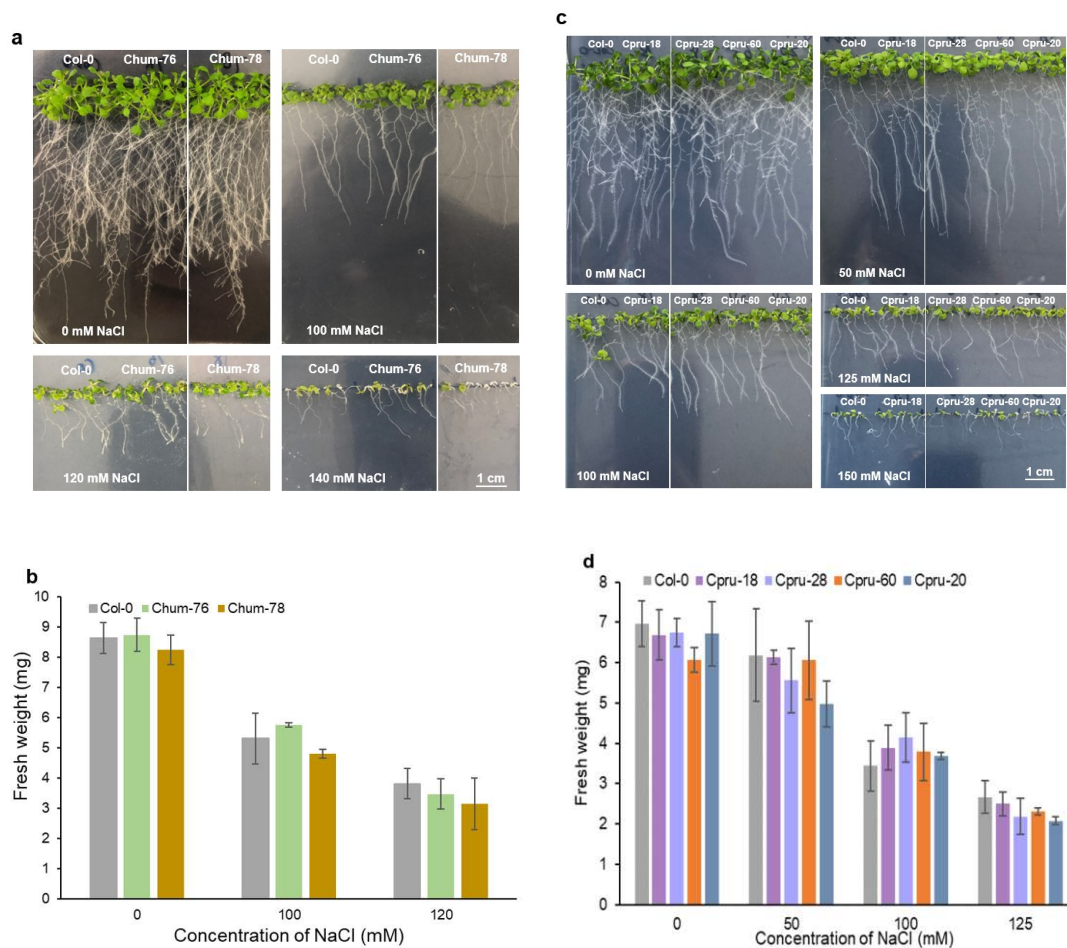 a
Col-0 Chum-76 Chum-78
0 mM NaCl
Col-0 Chum-76 Chum-78
100 mM NaCl
Col-0 Chum-76 Chum-78
120 mM NaCl
Col-0 Chum-76 Chum-78
140 mM NaCl
1 cm
b
Fresh weight (mg)
10
9
8
7
6
5
4
3
2
1
0
Col-0 Chum-76 Chum-78
0 100 120
Concentration of NaCl (mM)
c
Col-0 Cpru-18 Cpru-28 Cpru-60 Cpru-20
0 mM NaCl
Col-0 Cpru-18 Cpru-28 Cpru-60 Cpru-20
50 mM NaCl
Col-0 Cpru-18 Cpru-28 Cpru-60 Cpru-20
100 mM NaCl
Col-0 Cpru-18 Cpru-28 Cpru-60 Cpru-20
125 mM NaCl
Col-0 Cpru-18 Cpru-28 Cpru-60 Cpru-20
150 mM NaCl
1 cm
d
Col-0 Cpru-18 Cpru-28 Cpru-60 Cpru-20
Fresh weight (mg)
8
7
6
5
4
3
2
1
0
0 50 100 125
Concentration of NaCl (mM)